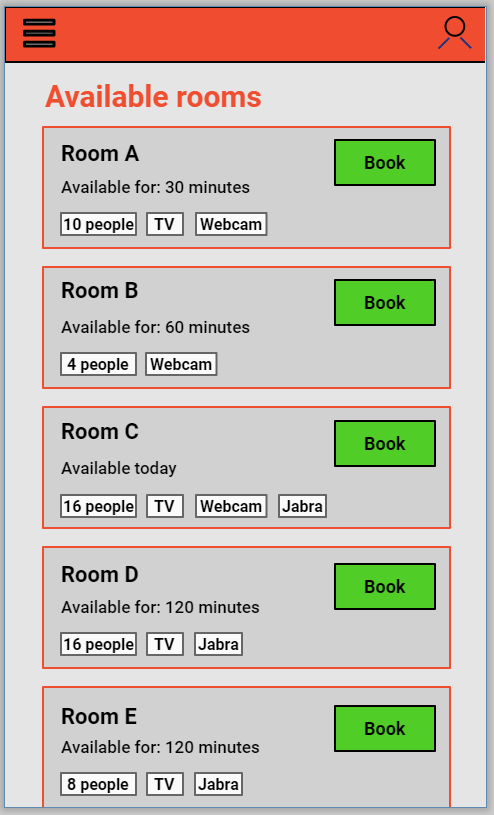 Available rooms
Room A
Book
Available for: 30 minutes
10 people TV Webcam
Room B
Book
Available for: 60 minutes
4 people Webcam
Room C
Book
Available today
16 people TV Webcam Jabra
Room D
Book
Available for: 120 minutes
16 people TV Jabra
Room E
Book
Available for: 120 minutes
8 people TV Jabra